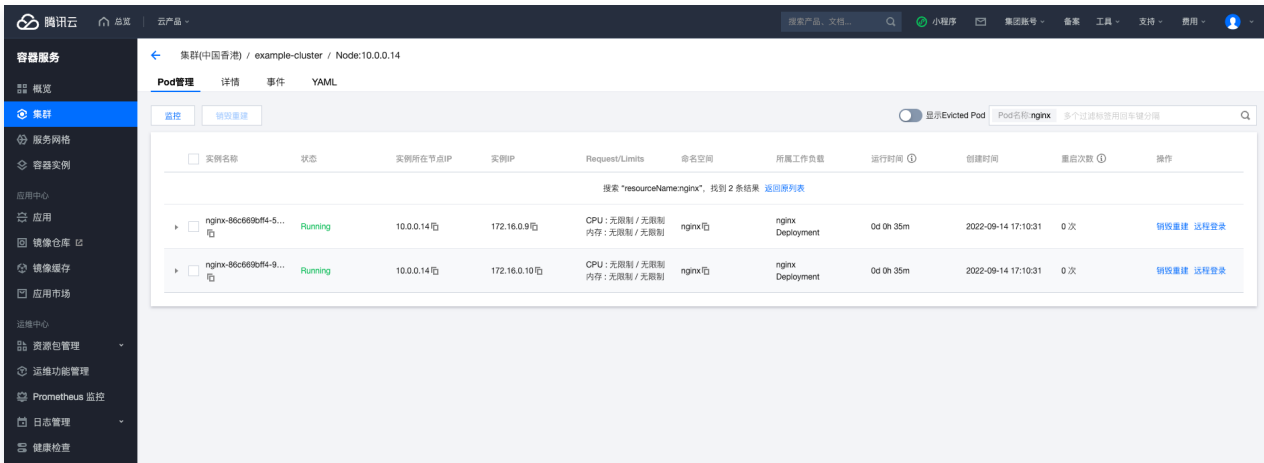 腾讯云 总览 云产品 搜索产品、文档... 小程序 集团账号 备案 工具 支持 费用
容器服务
概览
集群
服务网格
容器实例
应用中心
应用
镜像仓库
镜像缓存
应用市场
运维中心
资源包管理
运维功能管理
Prometheus 监控
日志管理
健康检查
集群(中国香港) / example-cluster / Node:10.0.0.14
Pod管理 详情 事件 YAML
监控 销毁重建 显示Evicted Pod Pod名称:nginx 多个过滤标签用回车键分隔
实例名称 状态 实例所在节点IP 实例IP Request/Limits 命名空间 所属工作负载 运行时间 创建时间 重启次数 操作
搜索 "resourceName:nginx"，找到 2 条结果 返回原列表
nginx-86c669bff4-5... Running 10.0.0.14 172.16.0.9 CPU : 无限制 / 无限制 nginx nginx 0d 0h 35m 2022-09-14 17:10:31 0 次 销毁重建 远程登录
内存 : 无限制 / 无限制 Deployment
nginx-86c669bff4-9... Running 10.0.0.14 172.16.0.10 CPU : 无限制 / 无限制 nginx nginx 0d 0h 35m 2022-09-14 17:10:31 0 次 销毁重建 远程登录
内存 : 无限制 / 无限制 Deployment